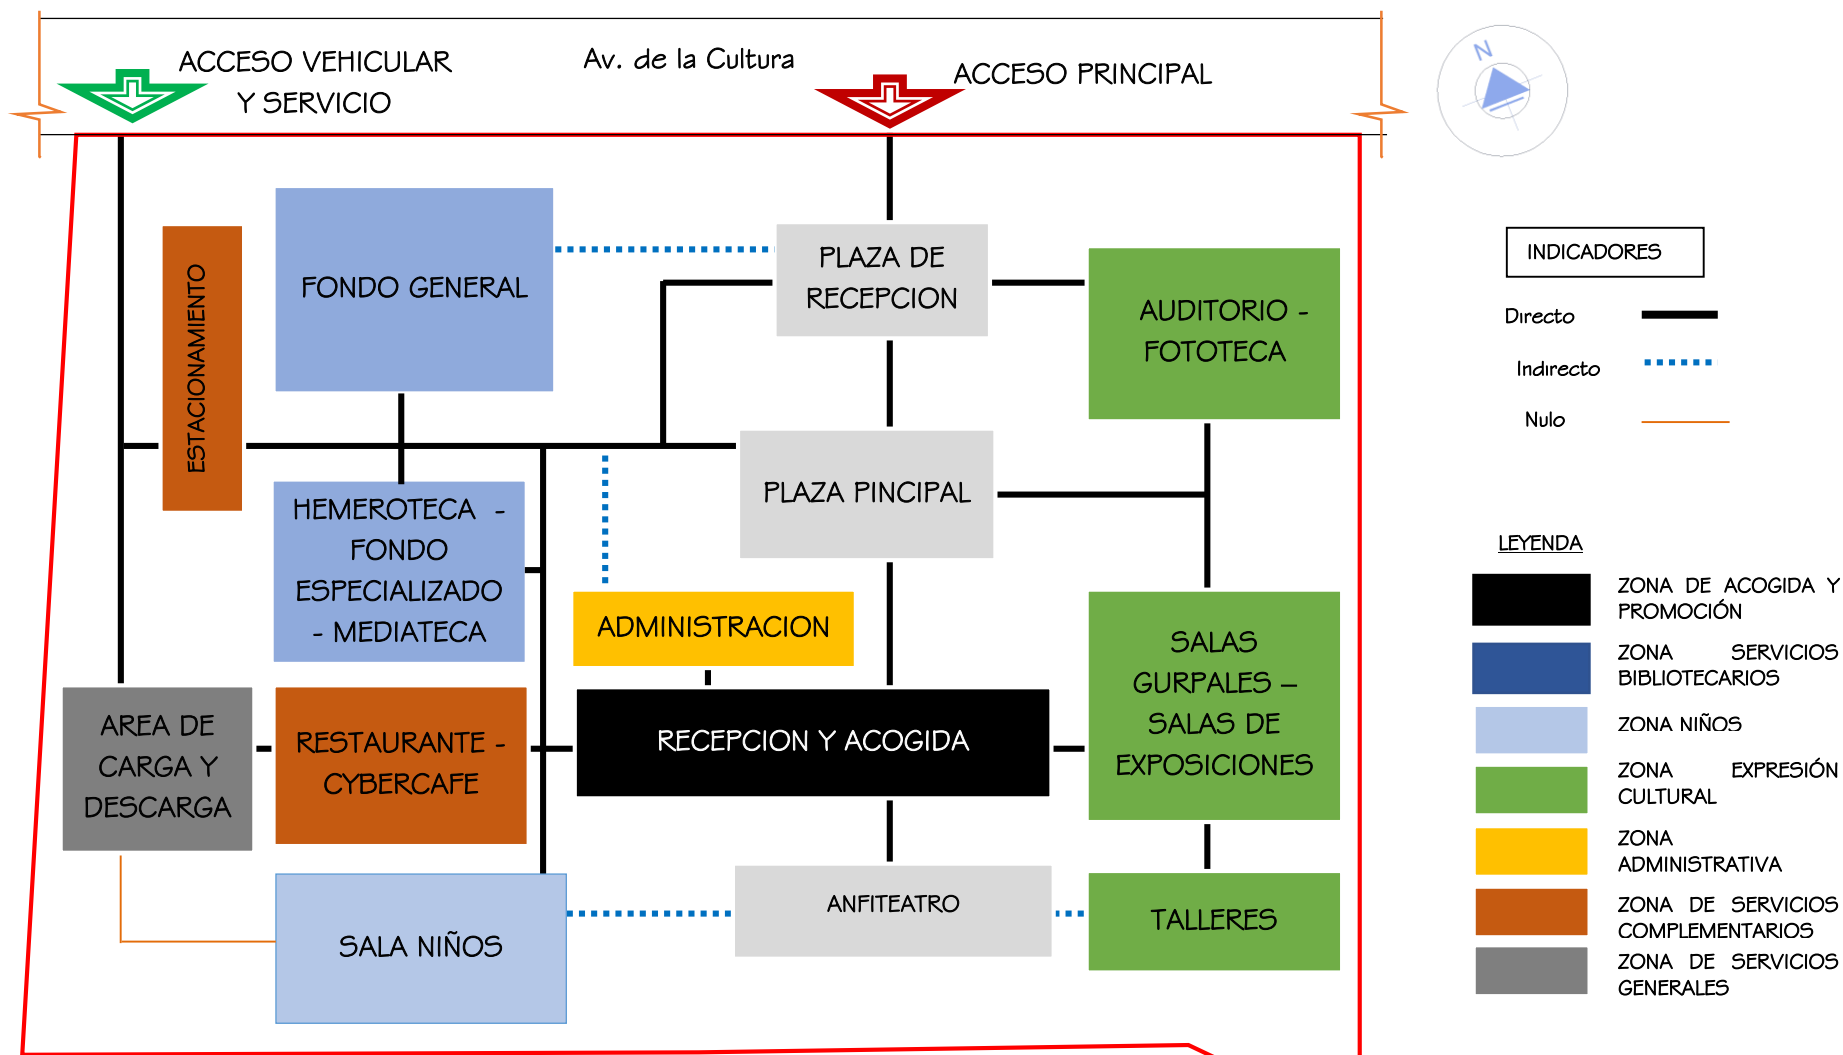 ACCESO VEHICULAR
Y SERVICIO
Av. de la Cultura
ACCESO PRINCIPAL
N
ESTACIONAMIENTO
FONDO GENERAL
PLAZA DE
RECEPCION
AUDITORIO -
FOTOTECA
HEMEROTECA -
FONDO
ESPECIALIZADO
- MEDIATECA
PLAZA PINCIPAL
ADMINISTRACION
SALAS
GURPALES –
SALAS DE
EXPOSICIONES
AREA DE
CARGA Y
DESCARGA
RESTAURANTE -
CYBERCAFE
RECEPCION Y ACOGIDA
SALA NIÑOS
ANFITEATRO
TALLERES
INDICADORES
Directo
Indirecto
Nulo
LEYENDA
ZONA DE ACOGIDA Y
PROMOCIÓN
ZONA SERVICIOS
BIBLIOTECARIOS
ZONA NIÑOS
ZONA EXPRESIÓN
CULTURAL
ZONA
ADMINISTRATIVA
ZONA DE SERVICIOS
COMPLEMENTARIOS
ZONA DE SERVICIOS
GENERALES